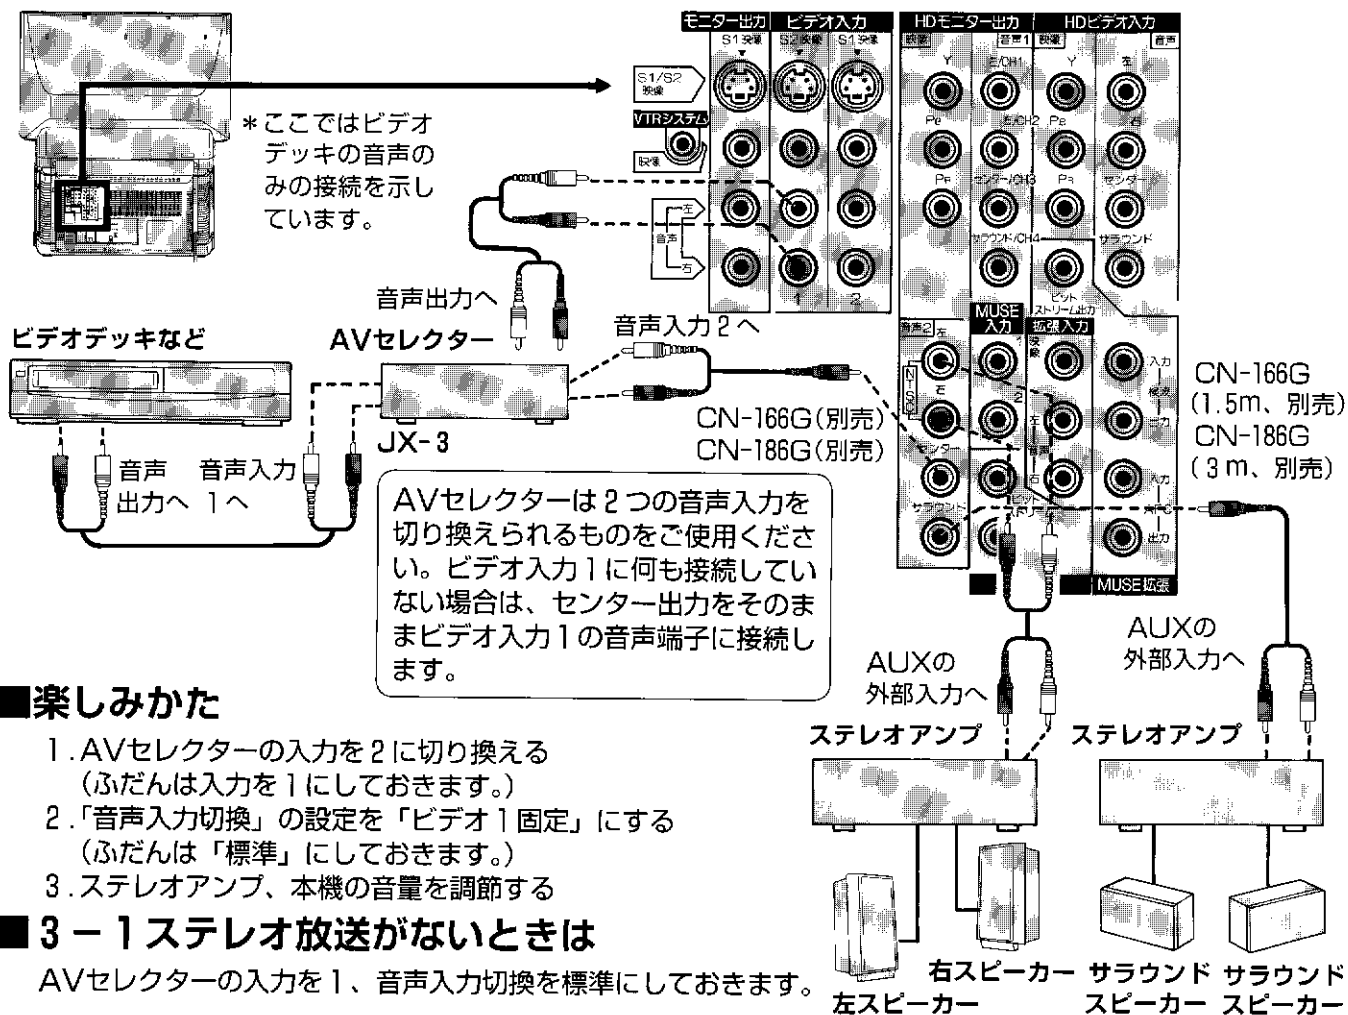 モニター出力 ビデオ入力 HDモニター出力 HDビデオ入力
S1映像 S2映像 S1映像 映像 音声1 映像 音声
S1/S2
映像
VTRシステム
映像
音声
左
右
1 2
Y 左/CH1 Y 左
PB 右/CH2 PB 右
PR センター/CH3 PR センター
サラウンド/CH4 サラウンド
ビット
ストリーム出力
MUSE
入力
拡張入力
音声2 左
右
センター
サラウンド
1
2
映像
左
音声
右
入力
出力
入力
AFC
出力
MUSE拡張
*ここではビデオ
デッキの音声の
みの接続を示し
ています。
音声出力へ
ビデオデッキなど
AVセレクター
音声入力2へ
JX-3
CN-166G(別売)
CN-186G(別売)
CN-166G
(1.5m、別売)
CN-186G
(3m、別売)
音声
出力へ
音声入力
1へ
AVセレクターは2つの音声入力を
切り換えられるものをご使用くださ
い。ビデオ入力1に何も接続してい
ない場合は、センター出力をそのま
まビデオ入力1の音声端子に接続し
ます。
AUXの
外部入力へ
AUXの
外部入力へ
ステレオアンプ
ステレオアンプ
左スピーカー
右スピーカー
サラウンド
スピーカー
サラウンド
スピーカー
■楽しみかた
1.AVセレクターの入力を2に切り換える
(ふだんは入力を1にしておきます。)
2.「音声入力切換」の設定を「ビデオ1固定」にする
(ふだんは「標準」にしておきます。)
3.ステレオアンプ、本機の音量を調節する
■3-1ステレオ放送がないときは
AVセレクターの入力を1、音声入力切換を標準にしておきます。